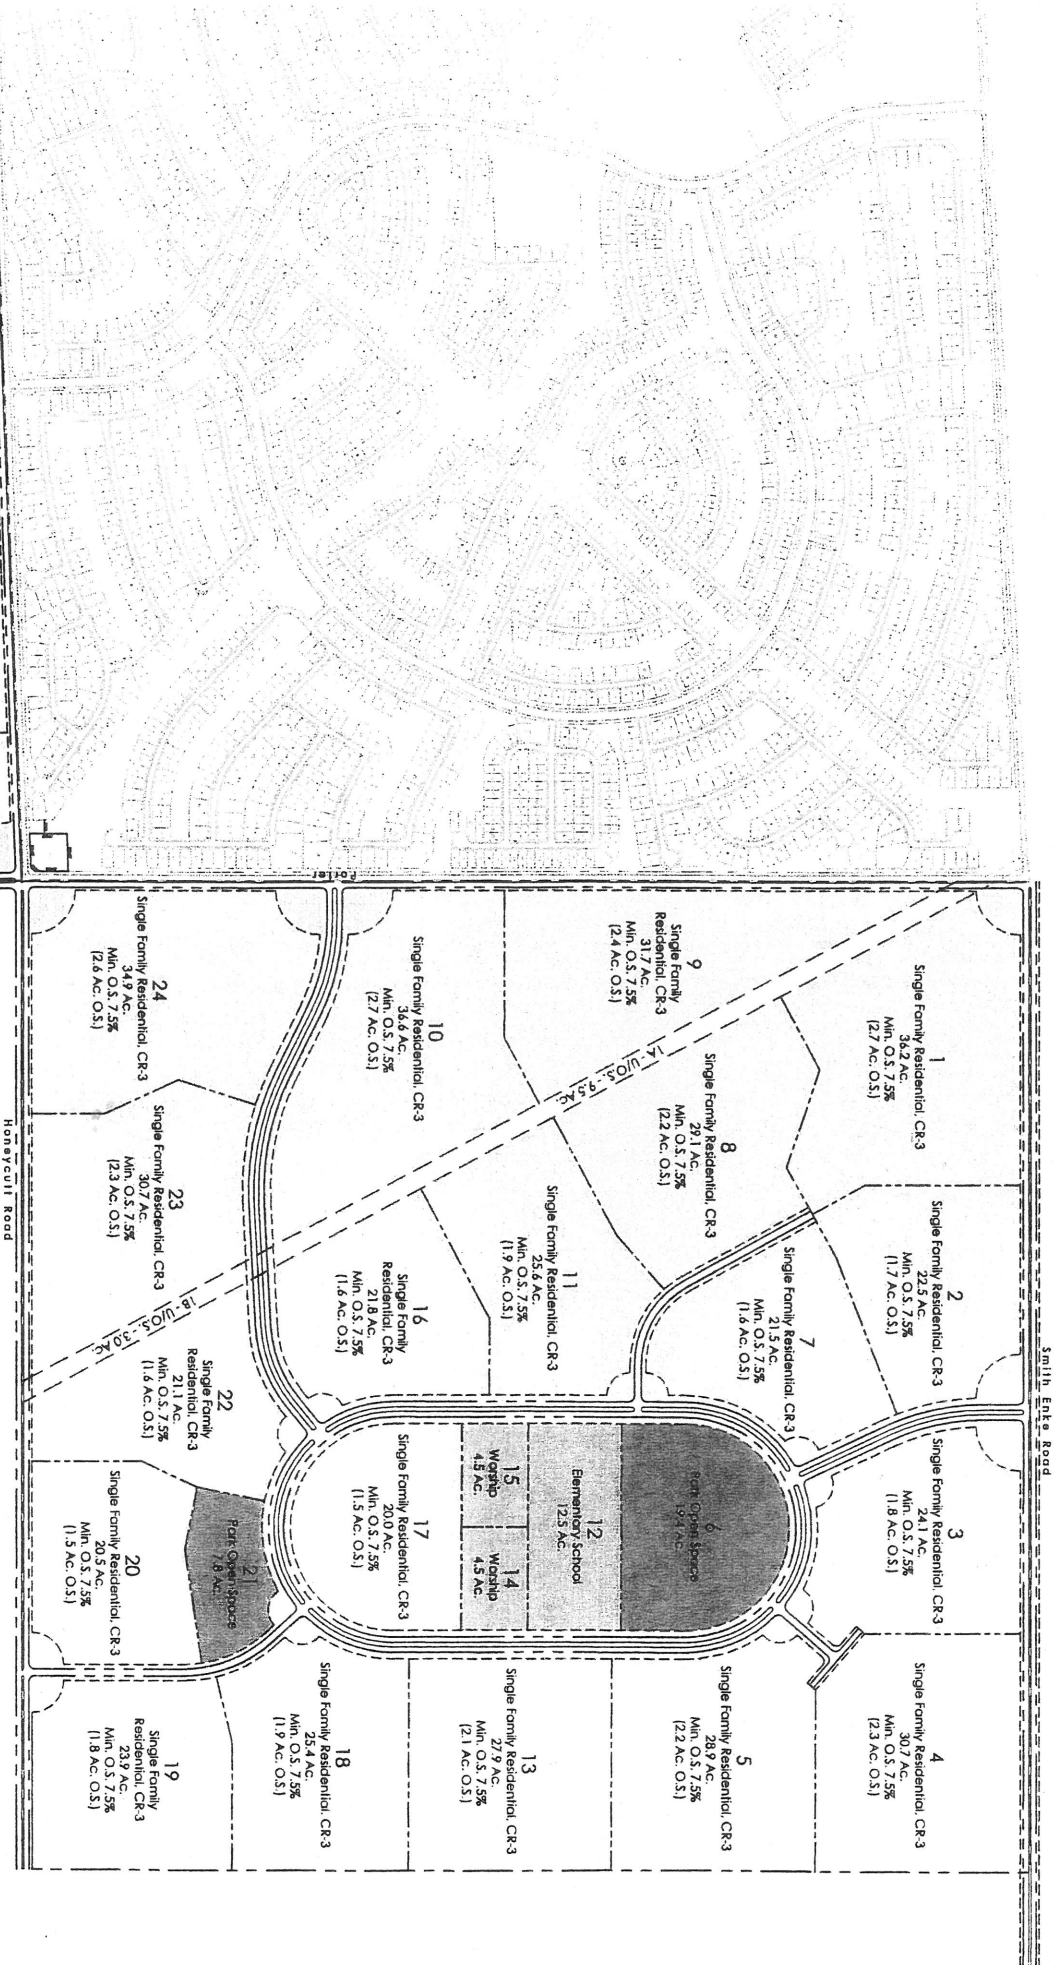 Smith Enke Road
1
Single Family Residential, CR-3
36.2 Ac.
Min. O.S. 7.5%
(2.7 Ac. O.S.)
2
Single Family Residential, CR-3
22.5 Ac.
Min. O.S. 7.5%
(1.7 Ac. O.S.)
3
Single Family Residential, CR-3
24.1 Ac.
Min. O.S. 7.5%
(1.8 Ac. O.S.)
4
Single Family Residential, CR-3
30.7 Ac.
Min. O.S. 7.5%
(2.3 Ac. O.S.)
5
Single Family Residential, CR-3
28.9 Ac.
Min. O.S. 7.5%
(2.2 Ac. O.S.)
6
Park Open Space
7
Single Family Residential, CR-3
21.5 Ac.
Min. O.S. 7.5%
(1.6 Ac. O.S.)
8
Single Family Residential, CR-3
29.1 Ac.
Min. O.S. 7.5%
(2.2 Ac. O.S.)
9
Single Family
Residential, CR-3
31.7 Ac.
Min. O.S. 7.5%
(2.4 Ac. O.S.)
Porter
10
Single Family Residential, CR-3
36.6 Ac.
Min. O.S. 7.5%
(2.7 Ac. O.S.)
1A - U/O.S. - 9.5 AC
11
Single Family Residential, CR-3
25.6 Ac.
Min. O.S. 7.5%
(1.9 Ac. O.S.)
12
Elementary School
12.5 Ac.
13
Single Family Residential, CR-3
27.9 Ac.
Min. O.S. 7.5%
(2.1 Ac. O.S.)
14
Worship
4.5 Ac.
15
Worship
4.5 Ac.
16
Single Family
Residential, CR-3
21.8 Ac.
Min. O.S. 7.5%
(1.6 Ac. O.S.)
17
Single Family Residential, CR-3
20.0 Ac.
Min. O.S. 7.5%
(1.5 Ac. O.S.)
18
Single Family Residential, CR-3
25.4 Ac.
Min. O.S. 7.5%
(1.9 Ac. O.S.)
19
Single Family
Residential, CR-3
23.9 Ac.
Min. O.S. 7.5%
(1.8 Ac. O.S.)
20
Single Family Residential, CR-3
20.5 Ac.
Min. O.S. 7.5%
(1.5 Ac. O.S.)
21
Park Open Space
7.8 Ac.
22
Single Family
Residential, CR-3
21.1 Ac.
Min. O.S. 7.5%
(1.6 Ac. O.S.)
1B - U/O.S. - 3.0 AC
23
Single Family Residential, CR-3
30.7 Ac.
Min. O.S. 7.5%
(2.3 Ac. O.S.)
24
Single Family Residential, CR-3
34.9 Ac.
Min. O.S. 7.5%
(2.6 Ac. O.S.)
Honeycutt Road